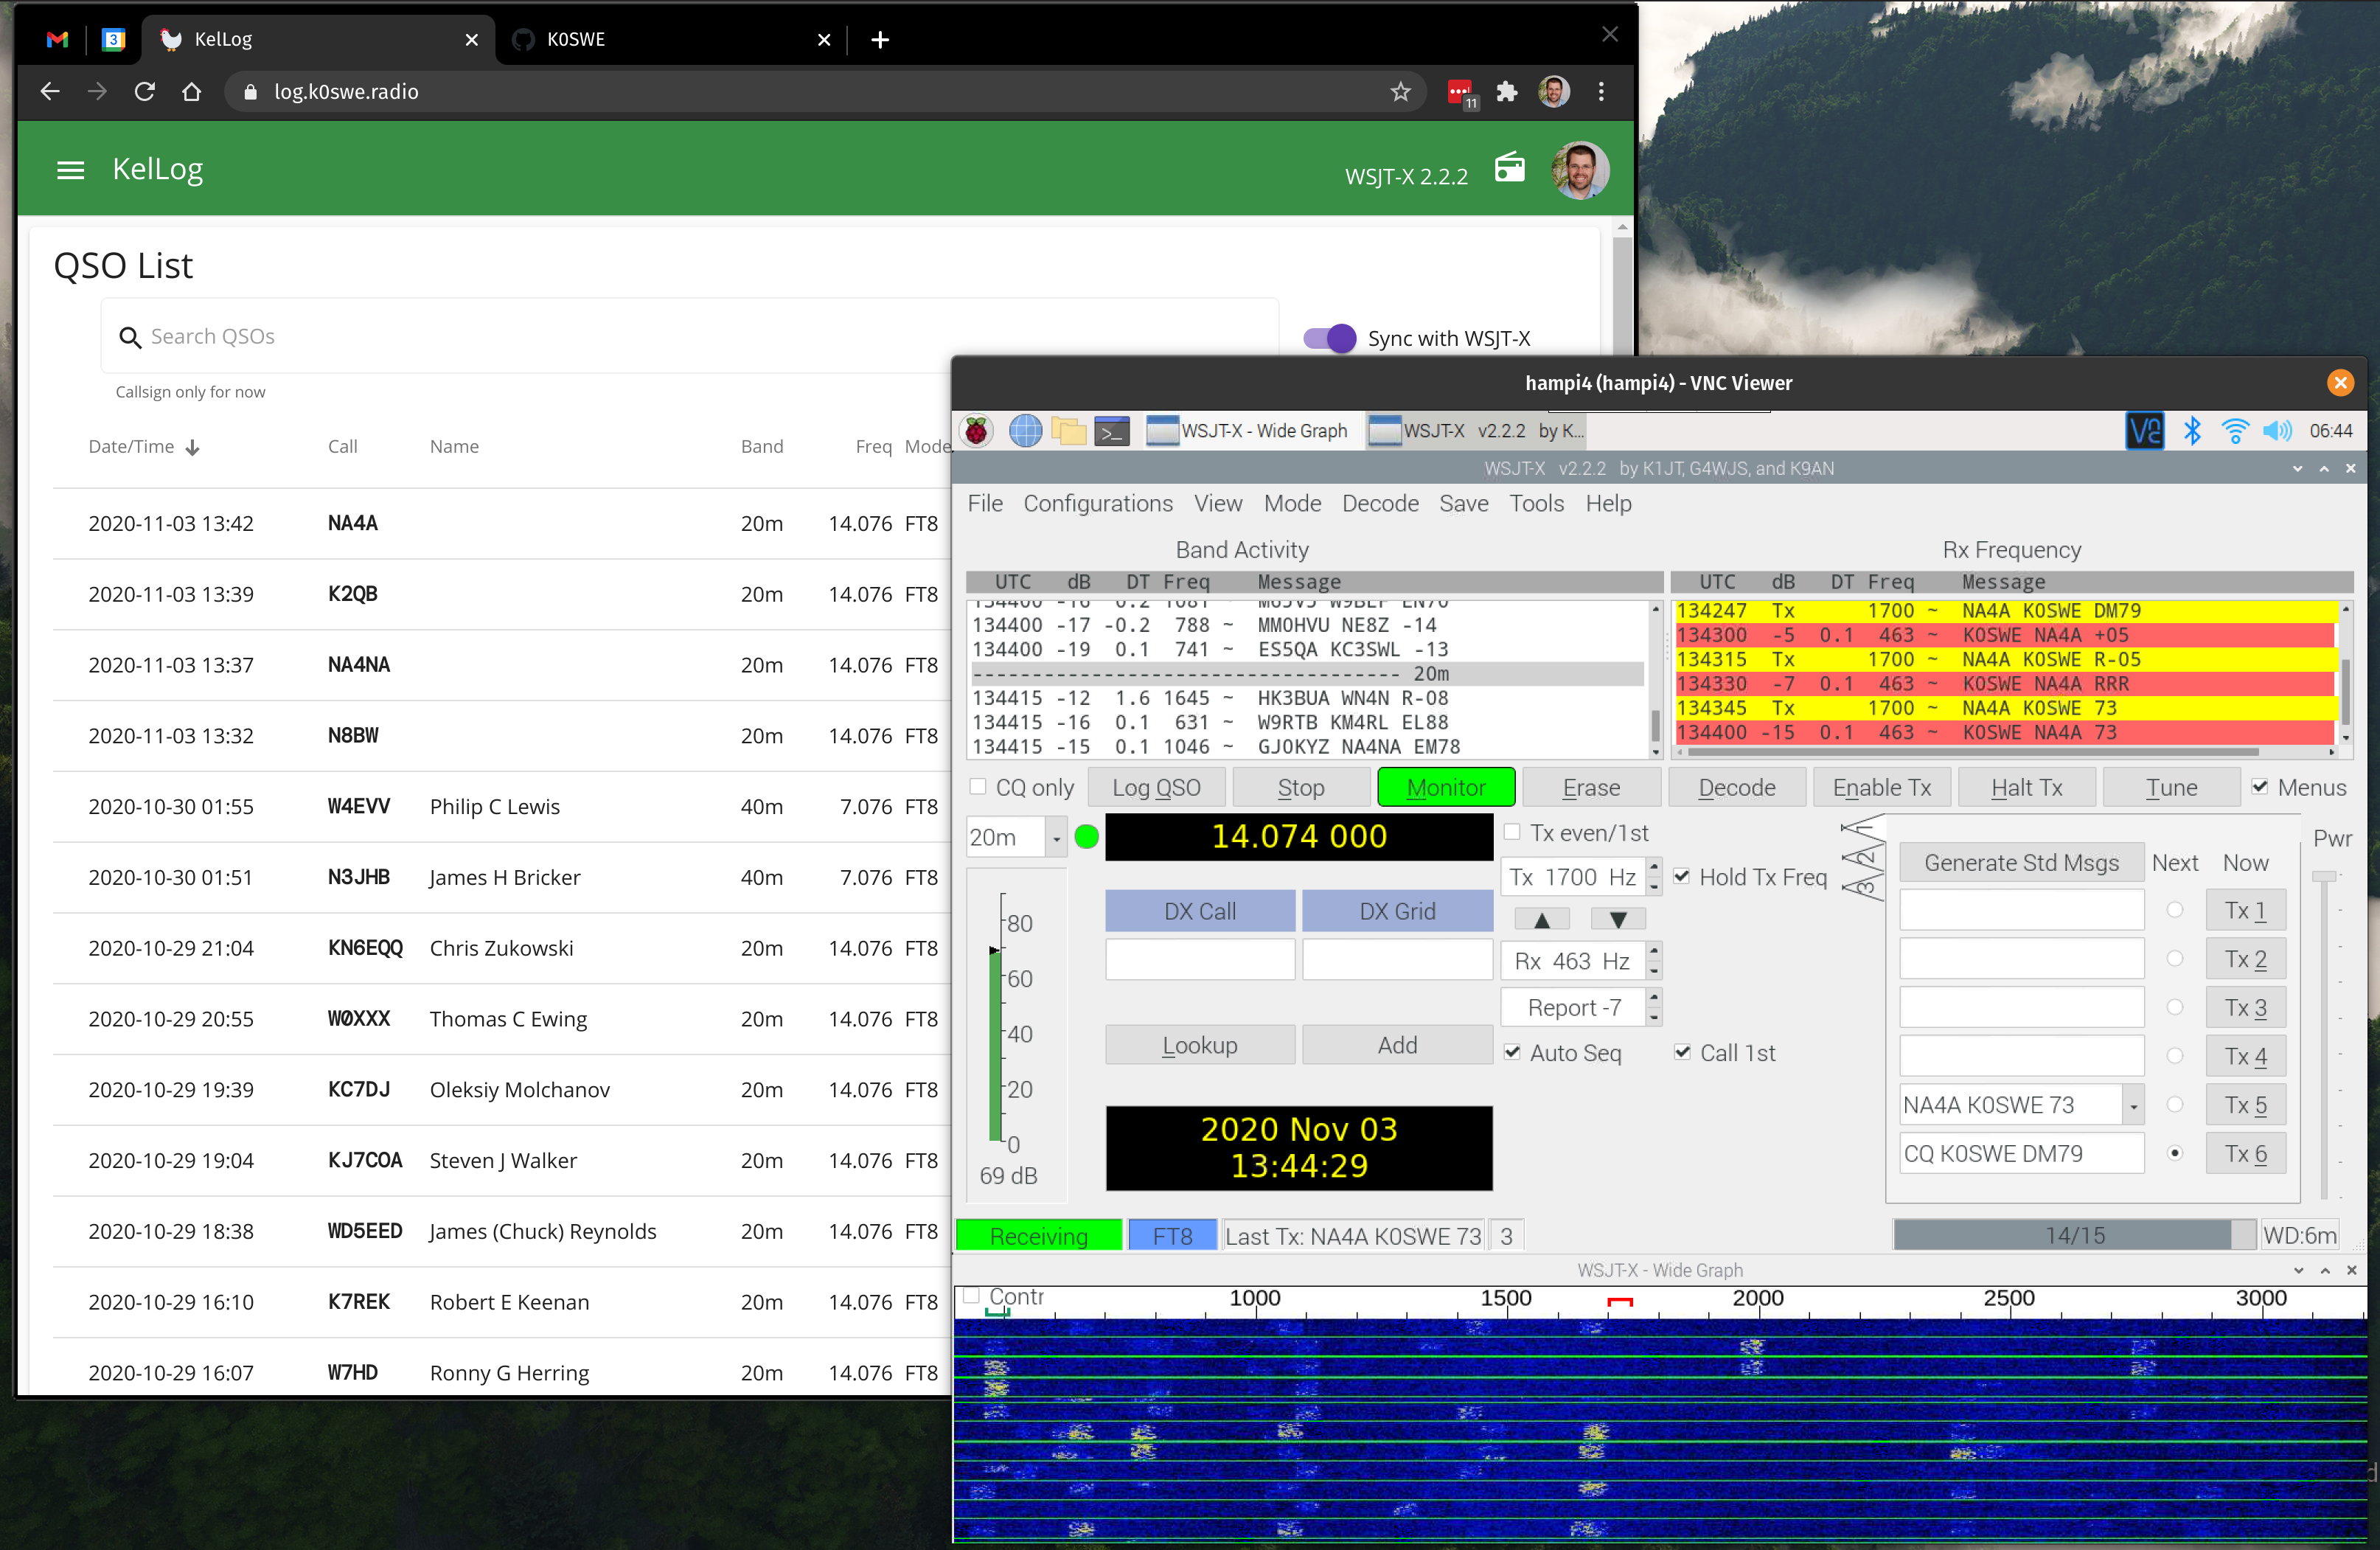 3
KelLog
K0SWE
log.k0swe.radio
11
KelLog
WSJT-X 2.2.2
QSO List
Search QSOs
Sync with WSJT-X
Callsign only for now
Date/Time Call Name Band Freq Mode
2020-11-03 13:42 NA4A 20m 14.076 FT8
2020-11-03 13:39 K2QB 20m 14.076 FT8
2020-11-03 13:37 NA4NA 20m 14.076 FT8
2020-11-03 13:32 N8BW 20m 14.076 FT8
2020-10-30 01:55 W4EVV Philip C Lewis 40m 7.076 FT8
2020-10-30 01:51 N3JHB James H Bricker 40m 7.076 FT8
2020-10-29 21:04 KN6EQQ Chris Zukowski 20m 14.076 FT8
2020-10-29 20:55 W0XXX Thomas C Ewing 20m 14.076 FT8
2020-10-29 19:39 KC7DJ Oleksiy Molchanov 20m 14.076 FT8
2020-10-29 19:04 KJ7COA Steven J Walker 20m 14.076 FT8
2020-10-29 18:38 WD5EED James (Chuck) Reynolds 20m 14.076 FT8
2020-10-29 16:10 K7REK Robert E Keenan 20m 14.076 FT8
2020-10-29 16:07 W7HD Ronny G Herring 20m 14.076 FT8
hampi4 (hampi4) - VNC Viewer
WSJT-X - Wide Graph
WSJT-X v2.2.2 by K...
06:44
WSJT-X v2.2.2 by K1JT, G4WJS, and K9AN
File Configurations View Mode Decode Save Tools Help
Band Activity
UTC dB DT Freq Message
134400 -17 -0.2 788 ~ MM0HVU NE8Z -14
134400 -19 0.1 741 ~ ES5QA KC3SWL -13
------------------------------------ 20m
134415 -12 1.6 1645 ~ HK3BUA WN4N R-08
134415 -16 0.1 631 ~ W9RTB KM4RL EL88
134415 -15 0.1 1046 ~ GJ0KYZ NA4NA EM78
Rx Frequency
UTC dB DT Freq Message
134247 Tx 1700 ~ NA4A K0SWE DM79
134300 -5 0.1 463 ~ K0SWE NA4A +05
134315 Tx 1700 ~ NA4A K0SWE R-05
134330 -7 0.1 463 ~ K0SWE NA4A RRR
134345 Tx 1700 ~ NA4A K0SWE 73
134400 -15 0.1 463 ~ K0SWE NA4A 73
CQ only Log QSO Stop Monitor Erase Decode Enable Tx Halt Tx Tune Menus
20m 14.074 000
Tx even/1st
Tx 1700 Hz
Hold Tx Freq
DX Call DX Grid
Rx 463 Hz
Report -7
Lookup Add
Auto Seq Call 1st
2020 Nov 03
13:44:29
80
60
40
20
0
69 dB
1
2
3
Generate Std Msgs Next Now
Pwr
Tx 1
Tx 2
Tx 3
Tx 4
NA4A K0SWE 73 Tx 5
CQ K0SWE DM79 Tx 6
Receiving FT8 Last Tx: NA4A K0SWE 73 3 14/15 WD:6m
WSJT-X - Wide Graph
Contr 1000 1500 2000 2500 3000